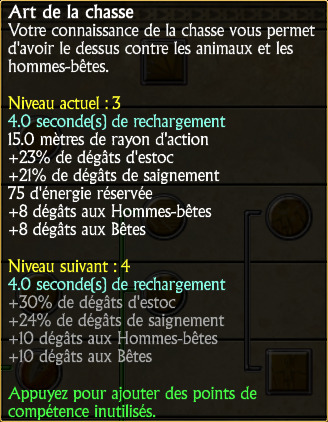 Art de la chasse
Votre connaissance de la chasse vous permet
d'avoir le dessus contre les animaux et les
hommes-bêtes.
Niveau actuel : 3
4.0 seconde(s) de rechargement
15.0 mètres de rayon d'action
+23% de dégâts d'estoc
+21% de dégâts de saignement
75 d'énergie réservée
+8 dégâts aux Hommes-bêtes
+8 dégâts aux Bêtes
Niveau suivant : 4
4.0 seconde(s) de rechargement
+30% de dégâts d'estoc
+24% de dégâts de saignement
+10 dégâts aux Hommes-bêtes
+10 dégâts aux Bêtes
Appuyez pour ajouter des points de
compétence inutilisés.